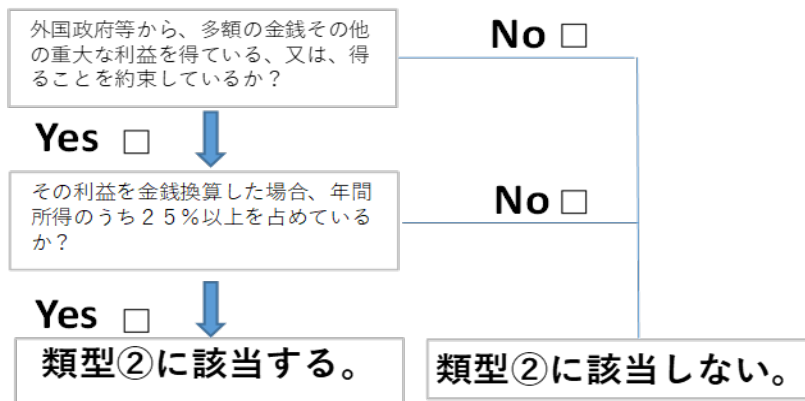 外国政府等から、多額の金銭その他
の重大な利益を得ている、又は、得
ることを約束しているか？
No □
Yes □
その利益を金銭換算した場合、年間
所得のうち２５％以上を占めている
か？
No □
Yes □
類型②に該当する。
類型②に該当しない。